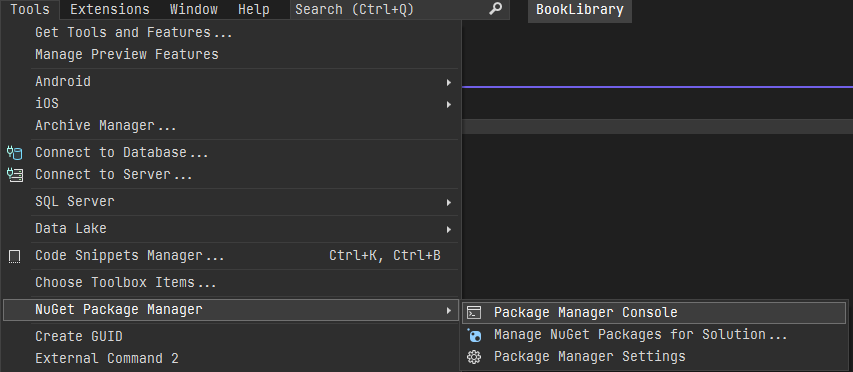 Tools Extensions Window Help Search (Ctrl+Q) BookLibrary
Get Tools and Features...
Manage Preview Features
Android
iOS
Archive Manager...
Connect to Database...
Connect to Server...
SQL Server
Data Lake
Code Snippets Manager... Ctrl+K, Ctrl+B
Choose Toolbox Items...
NuGet Package Manager
Package Manager Console
Manage NuGet Packages for Solution...
Package Manager Settings
Create GUID
External Command 2